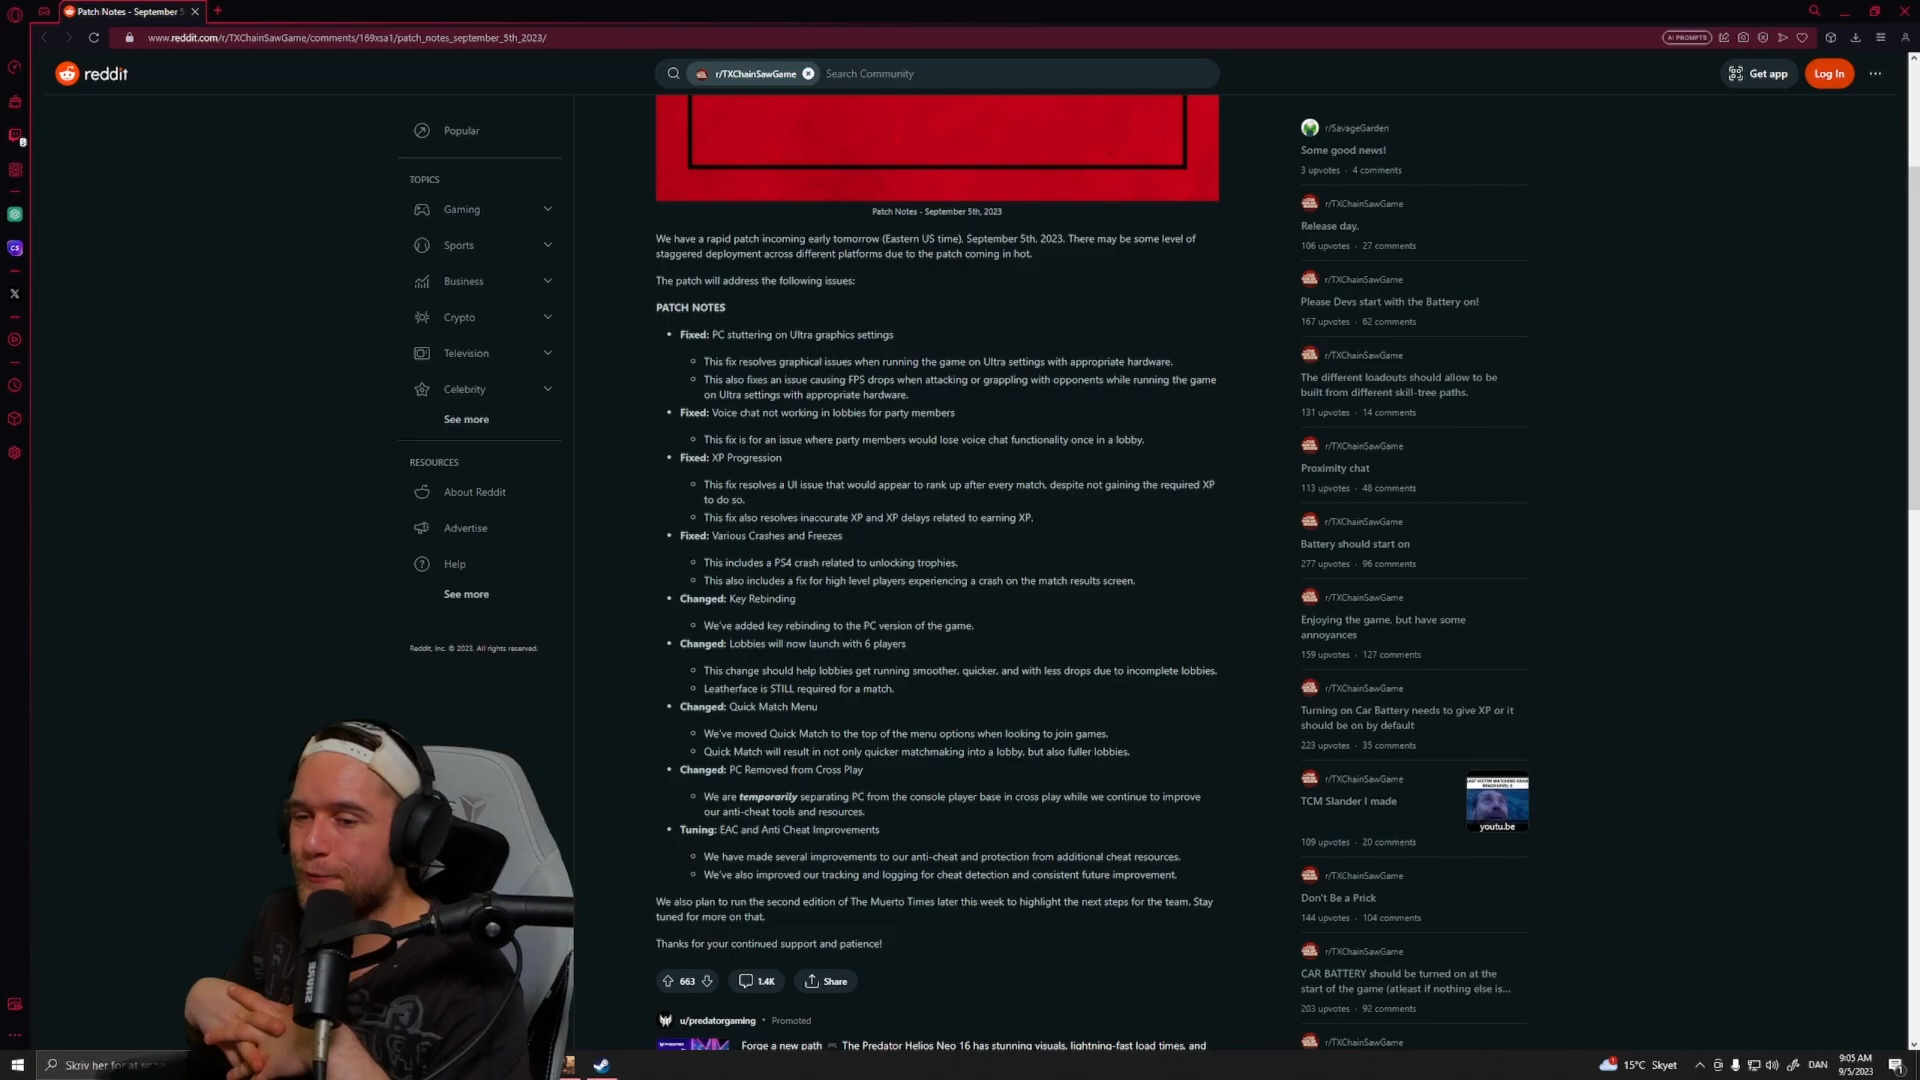 Patch Notes - September 5
www.reddit.com/r/TXChainSawGame/comments/169xsa1/patch_notes_september_5th_2023/
AI PROMPTS
reddit
r/TXChainSawGame
Search Community
Get app
Log In
Popular
TOPICS
Gaming
Sports
Business
Crypto
Television
Celebrity
See more
RESOURCES
About Reddit
Advertise
Help
See more
Reddit, Inc. © 2023. All rights reserved.
Patch Notes - September 5th, 2023
We have a rapid patch incoming early tomorrow (Eastern US time), September 5th, 2023. There may be some level of
staggered deployment across different platforms due to the patch coming in hot.
The patch will address the following issues:
PATCH NOTES
Fixed: PC stuttering on Ultra graphics settings
This fix resolves graphical issues when running the game on Ultra settings with appropriate hardware.
This also fixes an issue causing FPS drops when attacking or grappling with opponents while running the game
on Ultra settings with appropriate hardware.
Fixed: Voice chat not working in lobbies for party members
This fix is for an issue where party members would lose voice chat functionality once in a lobby.
Fixed: XP Progression
This fix resolves a UI issue that would appear to rank up after every match, despite not gaining the required XP
to do so.
This fix also resolves inaccurate XP and XP delays related to earning XP.
Fixed: Various Crashes and Freezes
This includes a PS4 crash related to unlocking trophies.
This also includes a fix for high level players experiencing a crash on the match results screen.
Changed: Key Rebinding
We've added key rebinding to the PC version of the game.
Changed: Lobbies will now launch with 6 players
This change should help lobbies get running smoother, quicker, and with less drops due to incomplete lobbies.
Leatherface is STILL required for a match.
Changed: Quick Match Menu
We've moved Quick Match to the top of the menu options when looking to join games.
Quick Match will result in not only quicker matchmaking into a lobby, but also fuller lobbies.
Changed: PC Removed from Cross Play
We are temporarily separating PC from the console player base in cross play while we continue to improve
our anti-cheat tools and resources.
Tuning: EAC and Anti Cheat Improvements
We have made several improvements to our anti-cheat and protection from additional cheat resources.
We've also improved our tracking and logging for cheat detection and consistent future improvement.
We also plan to run the second edition of The Muerto Times later this week to highlight the next steps for the team. Stay
tuned for more on that.
Thanks for your continued support and patience!
663
1.4K
Share
u/predatorgaming • Promoted
Forge a new path 🎮 The Predator Helios Neo 16 has stunning visuals, lightning-fast load times, and
r/SavageGarden
Some good news!
3 upvotes · 4 comments
r/TXChainSawGame
Release day.
106 upvotes · 27 comments
r/TXChainSawGame
Please Devs start with the Battery on!
167 upvotes · 62 comments
r/TXChainSawGame
The different loadouts should allow to be
built from different skill-tree paths.
131 upvotes · 14 comments
r/TXChainSawGame
Proximity chat
113 upvotes · 48 comments
r/TXChainSawGame
Battery should start on
277 upvotes · 96 comments
r/TXChainSawGame
Enjoying the game, but have some
annoyances
159 upvotes · 127 comments
r/TXChainSawGame
Turning on Car Battery needs to give XP or it
should be on by default
223 upvotes · 35 comments
r/TXChainSawGame
TCM Slander I made
youtu.be
109 upvotes · 20 comments
r/TXChainSawGame
Don't Be a Prick
144 upvotes · 104 comments
r/TXChainSawGame
CAR BATTERY should be turned on at the
start of the game (atleast if nothing else is...
203 upvotes · 92 comments
r/TXChainSawGame
Skriv her for at
15°C Skyet
DAN
9:05 AM
9/5/2023